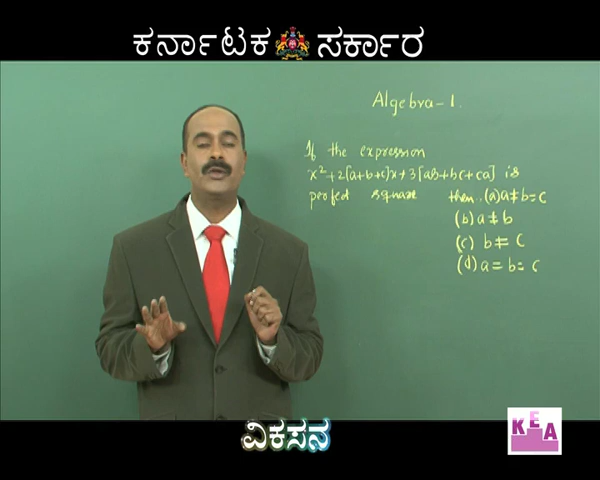 ಕರ್ನಾಟಕ ಸರ್ಕಾರ
Algebra-1.
If the expression
x²+2[a+b+c]x+3[ab+bc+ca] is
perfect square then. (a) a≠b=c
(b) a≠b
(c) b≠c
(d) a=b=c
ವಿಕಸನ
KEA